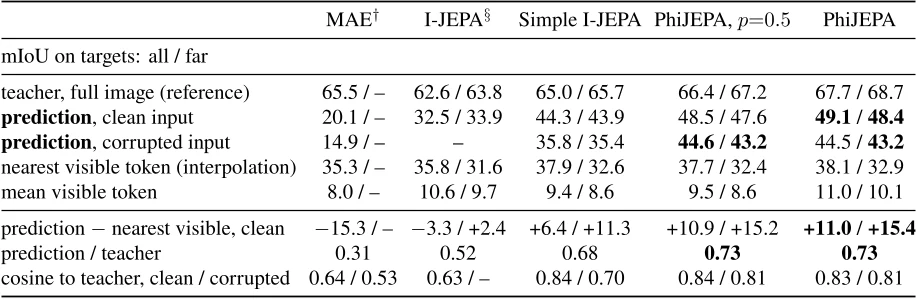 MAE† I-JEPA§ Simple I-JEPA PhiJEPA, p=0.5 PhiJEPA
mIoU on targets: all / far
teacher, full image (reference) 65.5 / – 62.6 / 63.8 65.0 / 65.7 66.4 / 67.2 67.7 / 68.7
prediction, clean input 20.1 / – 32.5 / 33.9 44.3 / 43.9 48.5 / 47.6 49.1 / 48.4
prediction, corrupted input 14.9 / – – 35.8 / 35.4 44.6 / 43.2 44.5 / 43.2
nearest visible token (interpolation) 35.3 / – 35.8 / 31.6 37.9 / 32.6 37.7 / 32.4 38.1 / 32.9
mean visible token 8.0 / – 10.6 / 9.7 9.4 / 8.6 9.5 / 8.6 11.0 / 10.1
prediction − nearest visible, clean −15.3 / – −3.3 / +2.4 +6.4 / +11.3 +10.9 / +15.2 +11.0 / +15.4
prediction / teacher 0.31 0.52 0.68 0.73 0.73
cosine to teacher, clean / corrupted 0.64 / 0.53 0.63 / – 0.84 / 0.70 0.84 / 0.81 0.83 / 0.81